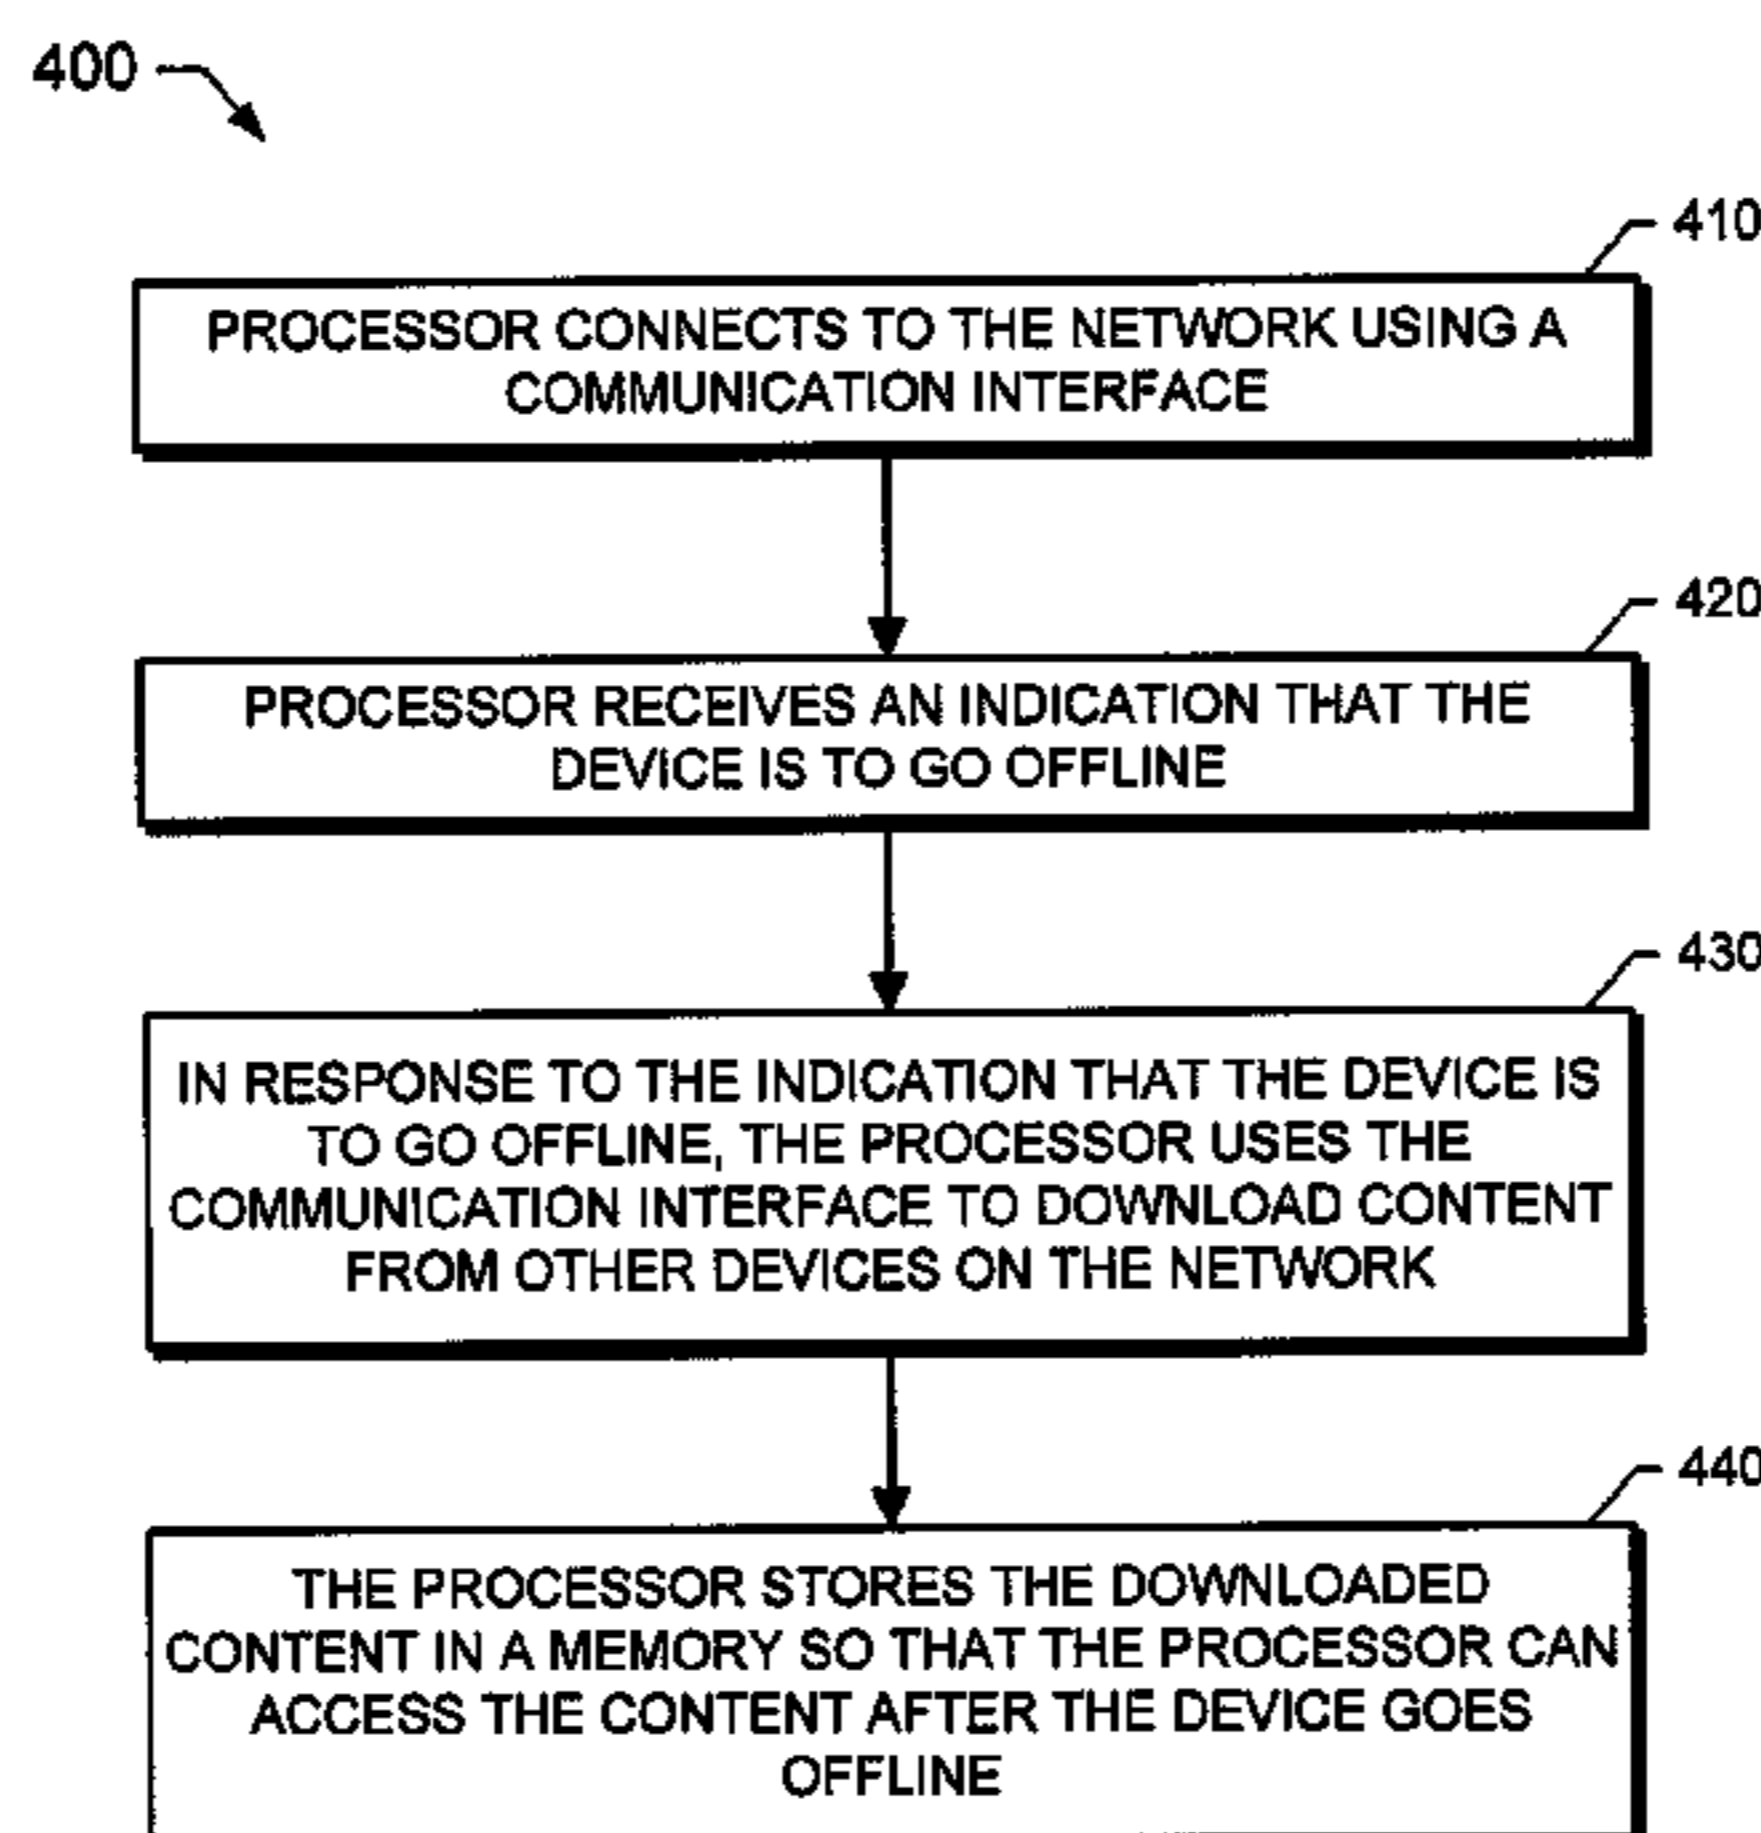 400
410
PROCESSOR CONNECTS TO THE NETWORK USING A
COMMUNICATION INTERFACE
420
PROCESSOR RECEIVES AN INDICATION THAT THE
DEVICE IS TO GO OFFLINE
430
IN RESPONSE TO THE INDICATION THAT THE DEVICE IS
TO GO OFFLINE, THE PROCESSOR USES THE
COMMUNICATION INTERFACE TO DOWNLOAD CONTENT
FROM OTHER DEVICES ON THE NETWORK
440
THE PROCESSOR STORES THE DOWNLOADED
CONTENT IN A MEMORY SO THAT THE PROCESSOR CAN
ACCESS THE CONTENT AFTER THE DEVICE GOES
OFFLINE